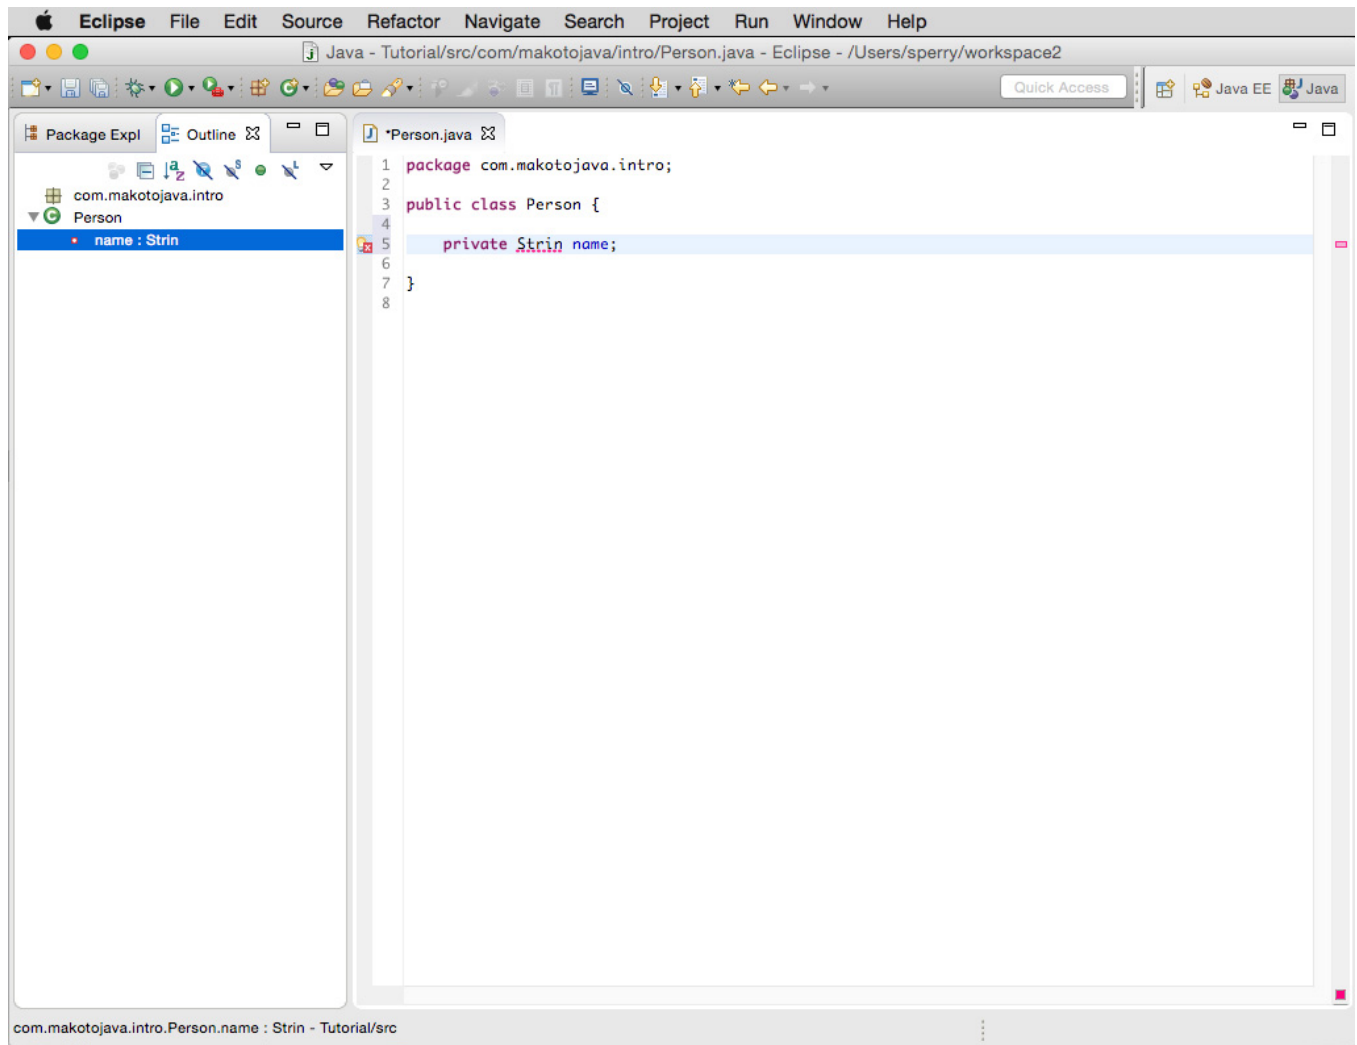 Eclipse File Edit Source Refactor Navigate Search Project Run Window Help
Java - Tutorial/src/com/makotojava/intro/Person.java - Eclipse - /Users/sperry/workspace2
Quick Access Java EE Java
Package Expl Outline
*Person.java
com.makotojava.intro
Person
name : Strin
1 package com.makotojava.intro;
2
3 public class Person {
4
5 private Strin name;
6
7 }
8
com.makotojava.intro.Person.name : Strin - Tutorial/src